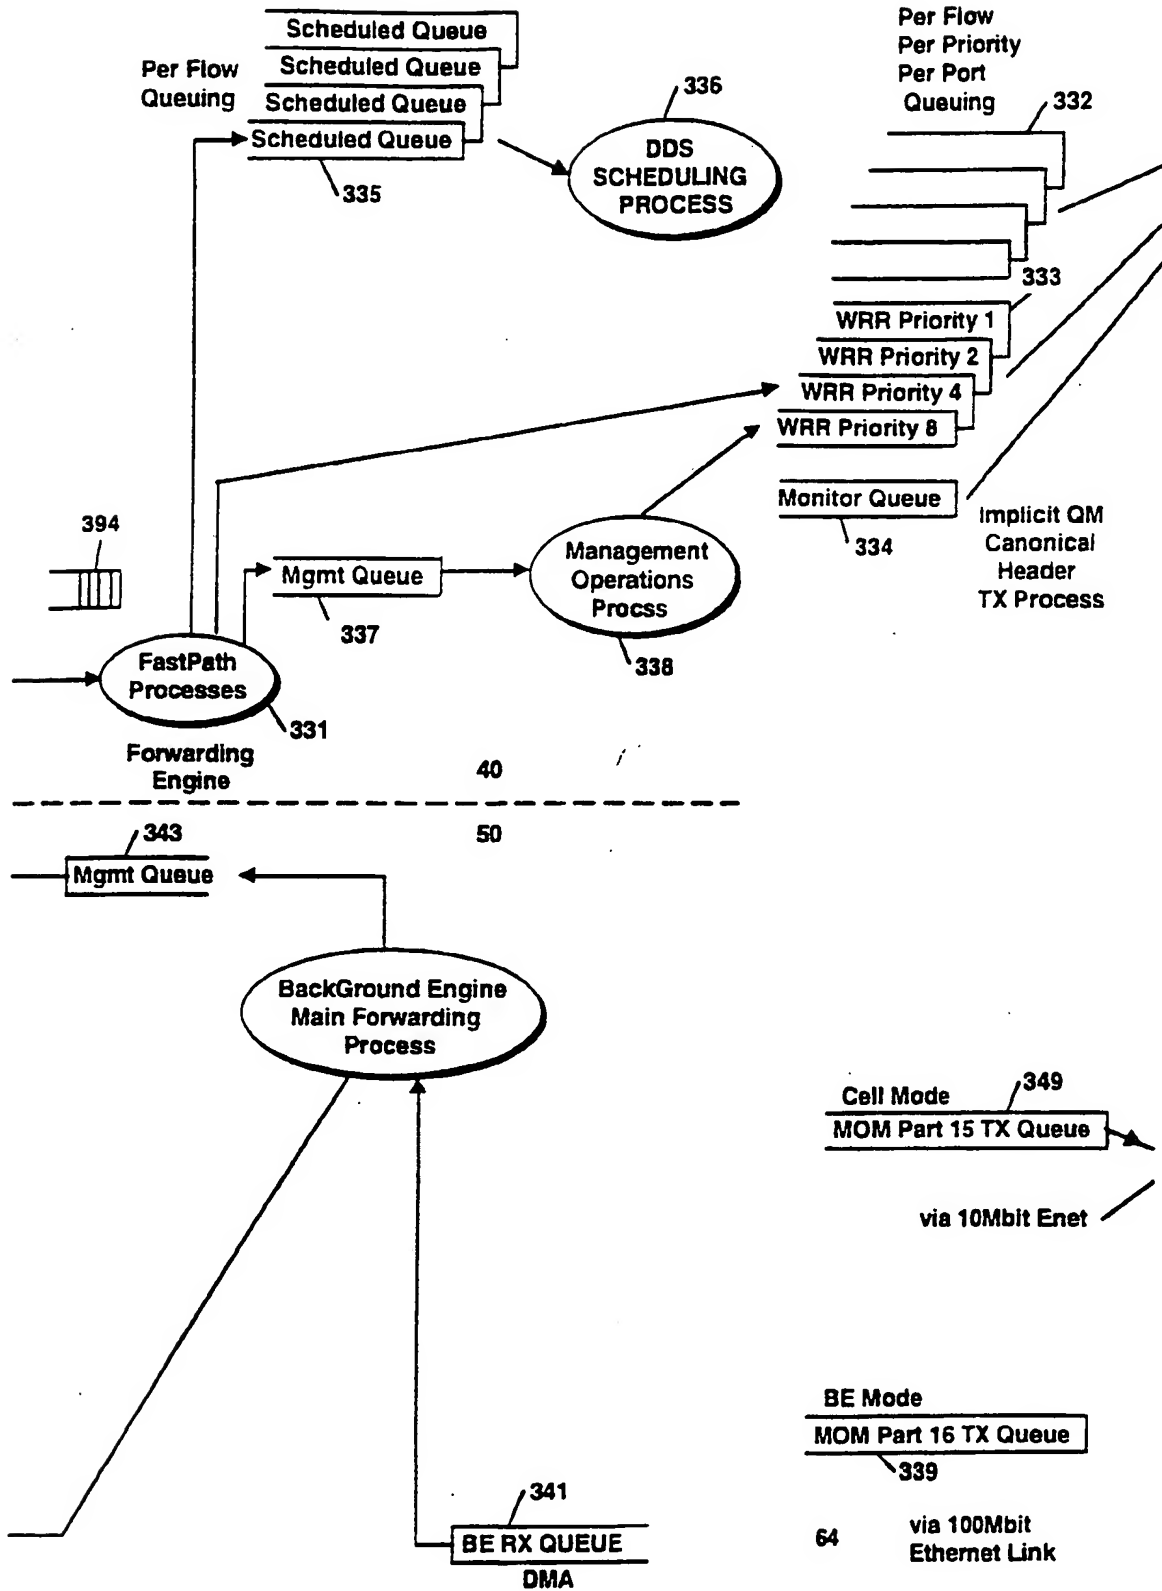 Scheduled Queue
Scheduled Queue
Scheduled Queue
Scheduled Queue
Per Flow
Queuing
335
336
DDS
SCHEDULING
PROCESS
Per Flow
Per Priority
Per Port
Queuing
332
333
WRR Priority 1
WRR Priority 2
WRR Priority 4
WRR Priority 8
Monitor Queue
334
Implicit QM
Canonical
Header
TX Process
394
Mgmt Queue
337
Management
Operations
Procss
338
FastPath
Processes
331
Forwarding
Engine
40
50
343
Mgmt Queue
BackGround Engine
Main Forwarding
Process
Cell Mode
349
MOM Part 15 TX Queue
via 10Mbit Enet
BE Mode
MOM Part 16 TX Queue
339
341
BE RX QUEUE
DMA
64
via 100Mbit
Ethernet Link